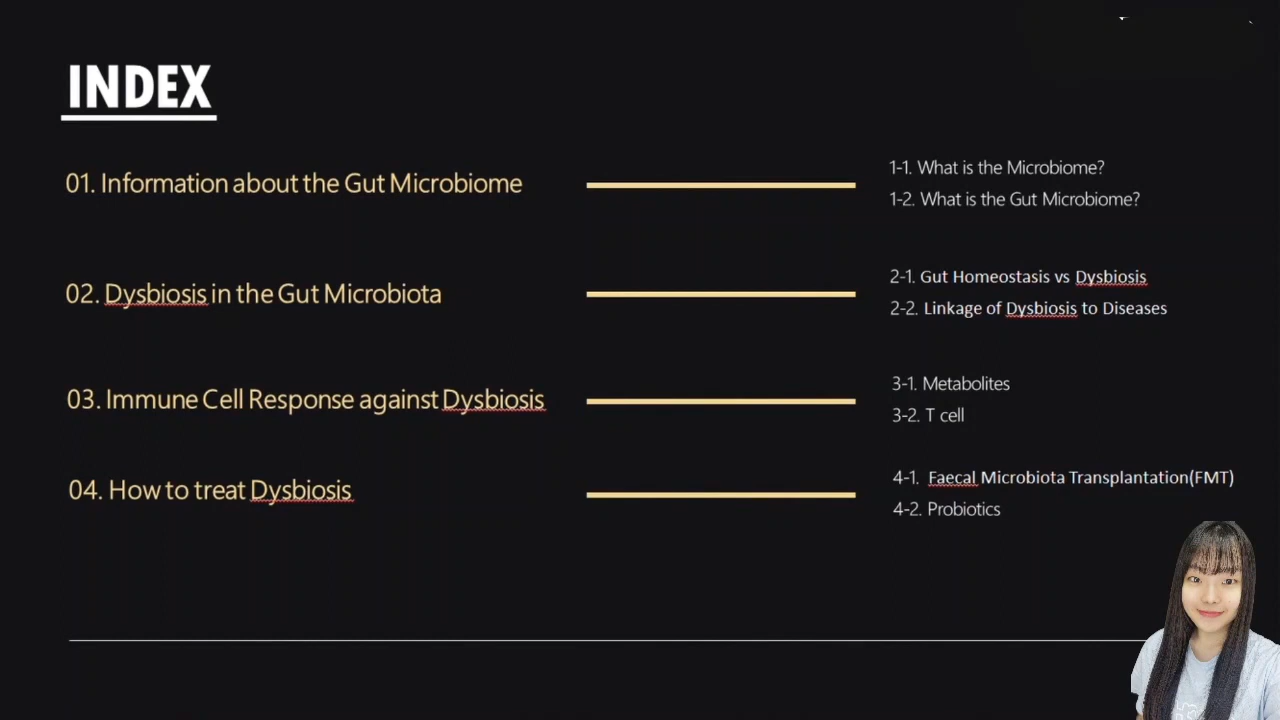 INDEX
01. Information about the Gut Microbiome
1-1. What is the Microbiome?
1-2. What is the Gut Microbiome?
02. Dysbiosis in the Gut Microbiota
2-1. Gut Homeostasis vs Dysbiosis
2-2. Linkage of Dysbiosis to Diseases
03. Immune Cell Response against Dysbiosis
3-1. Metabolites
3-2. T cell
04. How to treat Dysbiosis
4-1. Faecal Microbiota Transplantation(FMT)
4-2. Probiotics